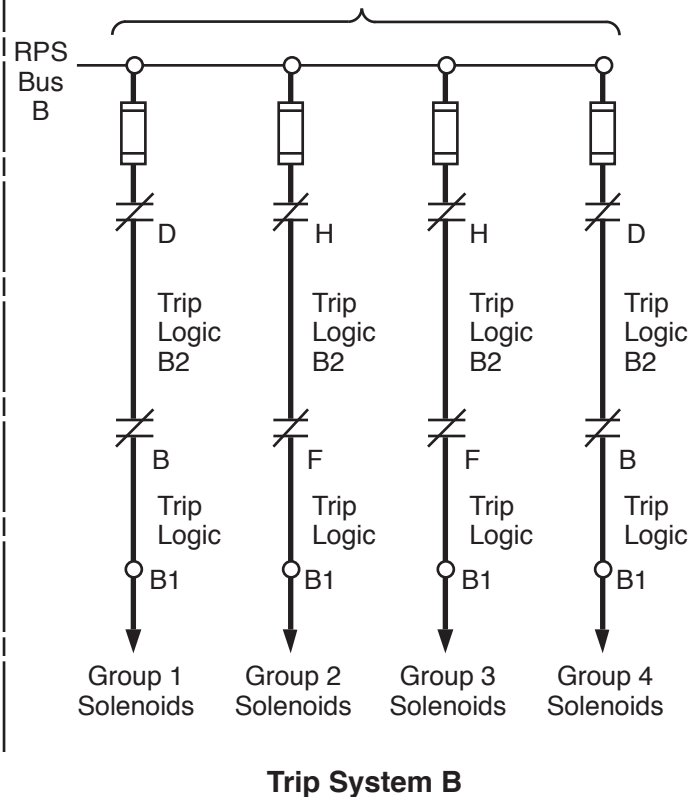 RPS
Bus
B
D
H
H
D
Trip
Logic
B2
Trip
Logic
B2
Trip
Logic
B2
Trip
Logic
B2
B
F
F
B
Trip
Logic
B1
Trip
Logic
B1
Trip
Logic
B1
Trip
Logic
B1
Group 1
Solenoids
Group 2
Solenoids
Group 3
Solenoids
Group 4
Solenoids
Trip System B